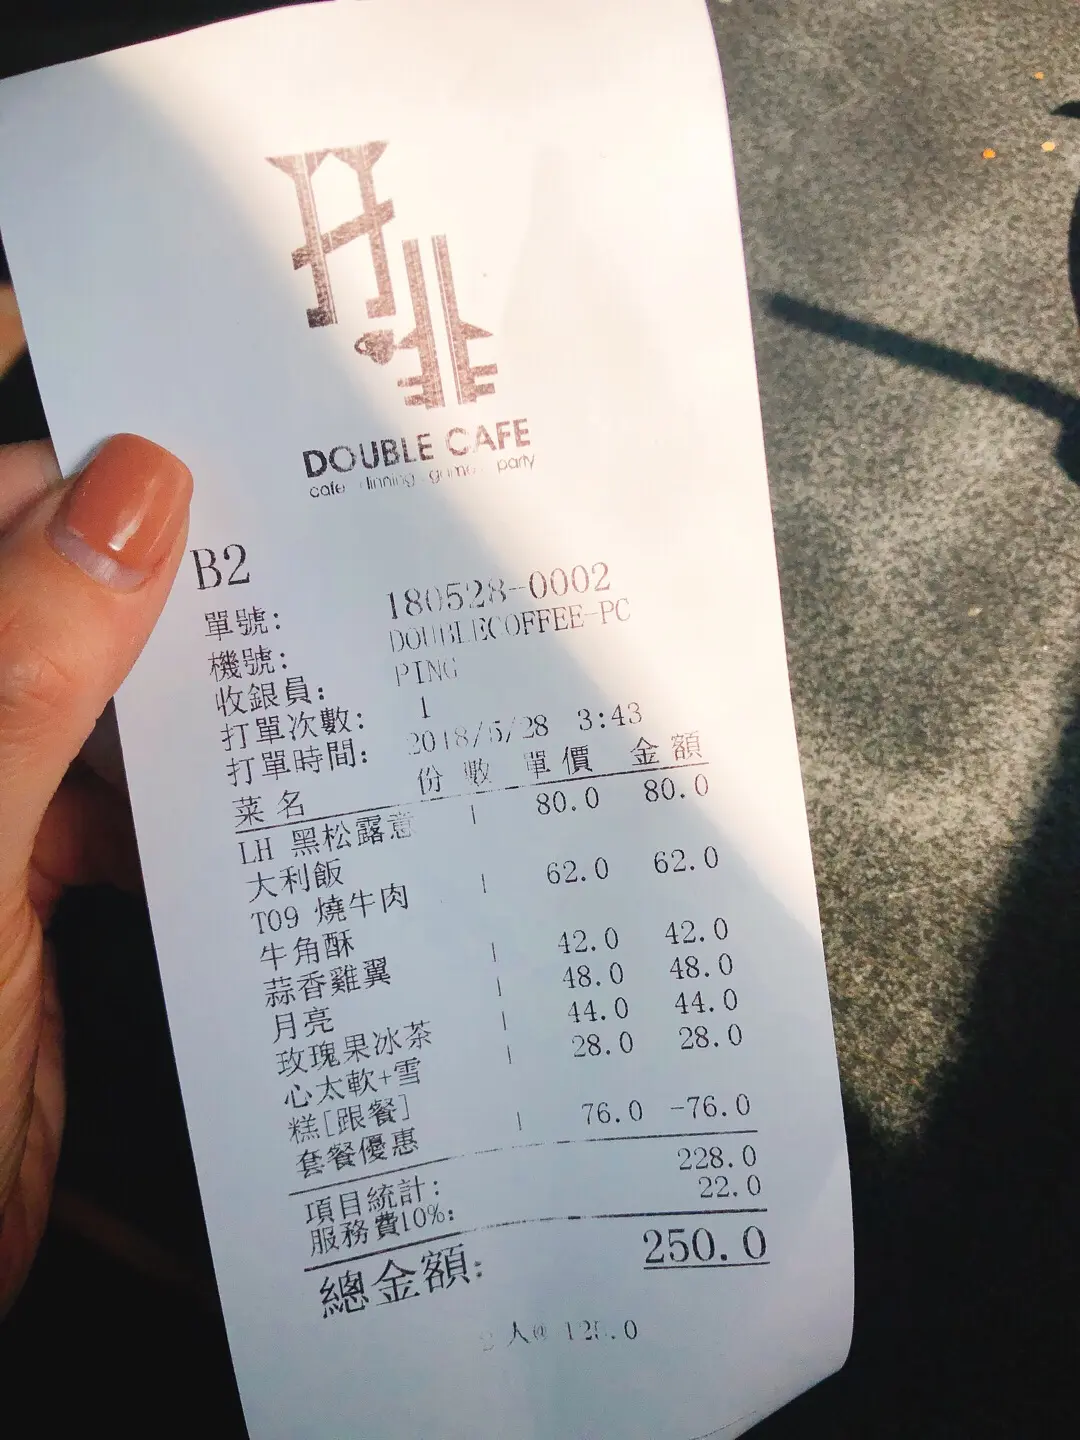 DOUBLE CAFE
cafe party
B2
單號: 180528-0002
機號: DOUBLECOFFEE-PC
收銀員: PING
打單次數: 1
打單時間: 2018/5/28 3:43
菜名 份數 單價 金額
LH 黑松露意 1 80.0 80.0
大利飯
T09 燒牛肉 1 62.0 62.0
牛角酥
蒜香雞翼 1 42.0 42.0
月亮 1 48.0 48.0
玫瑰果冰茶 1 44.0 44.0
心太軟+雪 1 28.0 28.0
糕[跟餐]
套餐優惠 1 76.0 -76.0
項目統計: 228.0
服務費10%: 22.0
總金額: 250.0
人@ 125.0